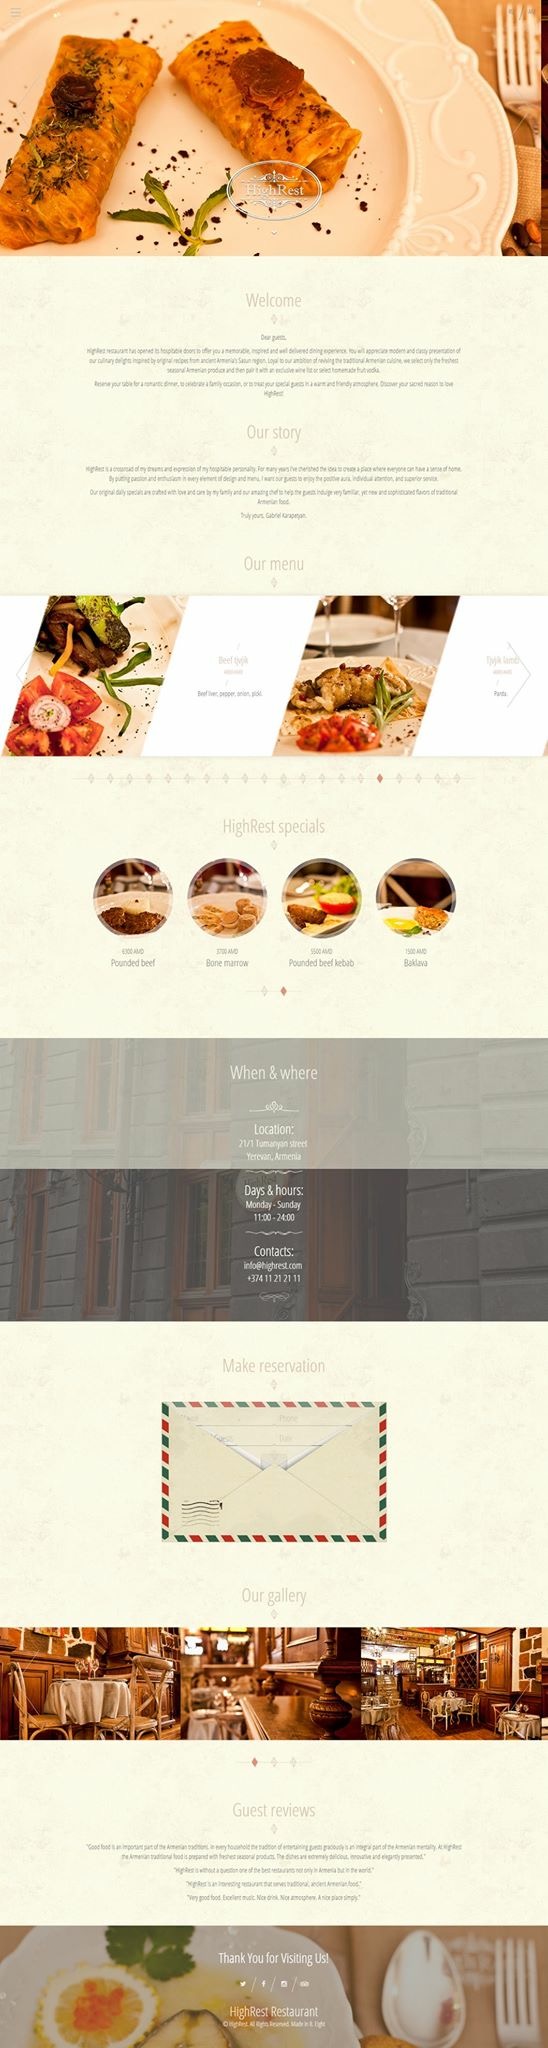 HighRest
Welcome
Dear guests,
HighRest restaurant has opened its hospitable doors to offer you a memorable, inspired and well delivered dining experience. You will appreciate modern and classy presentation of
our culinary delights inspired by original recipes from ancient Armenia's Sasun region. Loyal to our ambition of reviving the traditional Armenian cuisine, we select only the freshest
seasonal Armenian produce and then pair it with an exclusive wine list or select homemade fruit vodka.
Reserve your table for a romantic dinner, to celebrate a family occasion, or to treat your special guests in a warm and friendly atmosphere. Discover your sacred reason to love
HighRest!
Our story
HighRest is a crossroad of my dreams and expression of my hospitable personality. For many years I've cherished the idea to create a place where everyone can have a sense of home.
By putting passion and enthusiasm in every element of design and menu, I want our guests to enjoy the positive aura, individual attention, and superior service.
Our original daily specials are crafted with love and care by my family and our amazing chef to help the guests indulge very familiar, yet new and sophisticated flavors of traditional
Armenian food.
Truly yours, Gabriel Karapetyan.
Our menu
Beef tjvjik
Tjvjik lamb
Beef liver, pepper, onion, pickl.
HighRest specials
6300 AMD
3700 AMD
5500 AMD
1500 AMD
Pounded beef
Bone marrow
Pounded beef kebab
Baklava
When & where
Location:
21/1 Tumanyan street
Yerevan, Armenia
Days & hours:
Monday - Sunday
11:00 - 24:00
Contacts:
info@highrest.com
+374 11 21 21 11
Make reservation
Phone
Guests
Date
Our gallery
Guest reviews
"Good food is an important part of the Armenian traditions. In every household the tradition of entertaining guests graciously is an integral part of the Armenian mentality. At HighRest
the Armenian traditional food is prepared with freshest seasonal products. The dishes are extremely delicious, innovative and elegantly presented."
"HighRest is without a question one of the best restaurants not only in Armenia but in the world."
"HighRest is an interesting restaurant that serves traditional, ancient Armenian food."
"Very good food. Excellent music. Nice drink. Nice atmosphere. A nice place simply."
Thank You for Visiting Us!
HighRest Restaurant
© HighRest. All Rights Reserved. Made in B. Eight